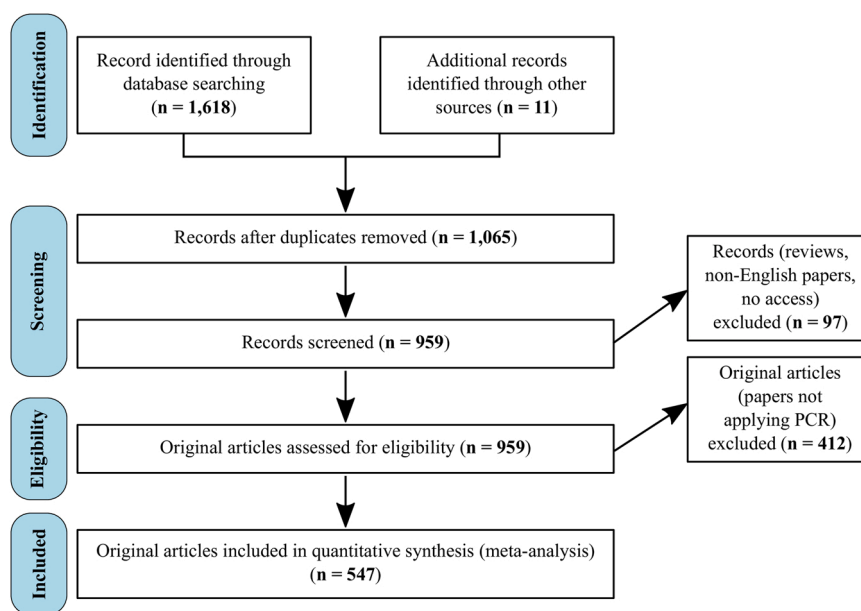 Identification
Record identified through
database searching
(n = 1,618)
Additional records
identified through other
sources (n = 11)
Screening
Records after duplicates removed (n = 1,065)
Records (reviews,
non-English papers,
no access)
excluded (n = 97)
Records screened (n = 959)
Original articles
(papers not
applying PCR)
excluded (n = 412)
Eligibility
Original articles assessed for eligibility (n = 959)
Included
Original articles included in quantitative synthesis (meta-analysis)
(n = 547)